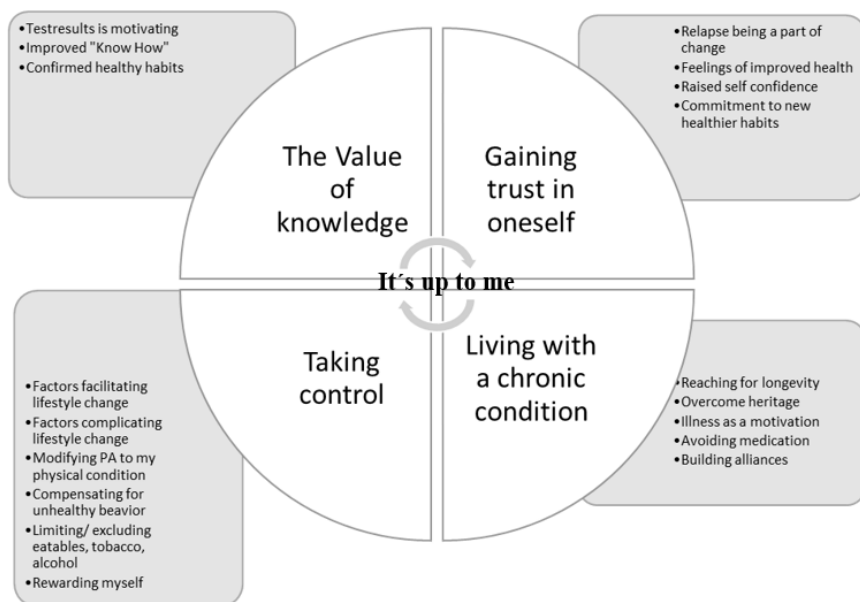 •Testresults is motivating
•Improved "Know How"
•Confirmed healthy habits
•Relapse being a part of
change
•Feelings of improved health
•Raised self confidence
•Commitment to new
healthier habits
The Value
of
knowledge
Gaining
trust in
oneself
It´s up to me
Taking
control
Living with
a chronic
condition
•Factors facilitating
lifestyle change
•Factors complicating
lifestyle change
•Modifying PA to my
physical condition
•Compensating for
unhealthy beavior
•Limiting/ excluding
eatables, tobacco,
alcohol
•Rewarding myself
•Reaching for longevity
•Overcome heritage
•Illness as a motivation
•Avoiding medication
•Building alliances